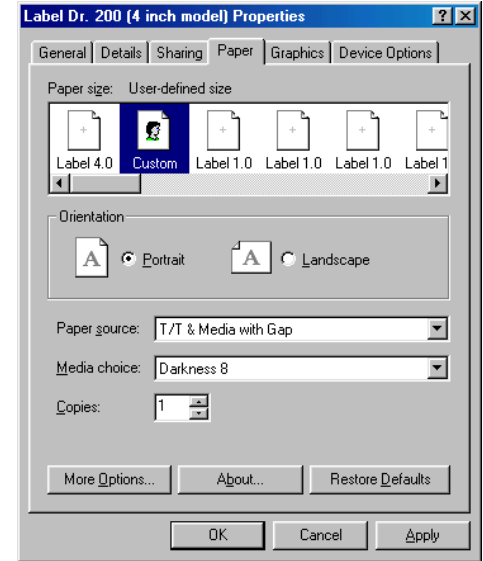 Label Dr. 200 (4 inch model) Properties
General Details Sharing Paper Graphics Device Options
Paper size: User-defined size
Label 4.0 Custom Label 1.0 Label 1.0 Label 1.0 Label 1
Orientation
A Portrait A Landscape
Paper source: T/T & Media with Gap
Media choice: Darkness 8
Copies: 1
More Options... About... Restore Defaults
OK Cancel Apply